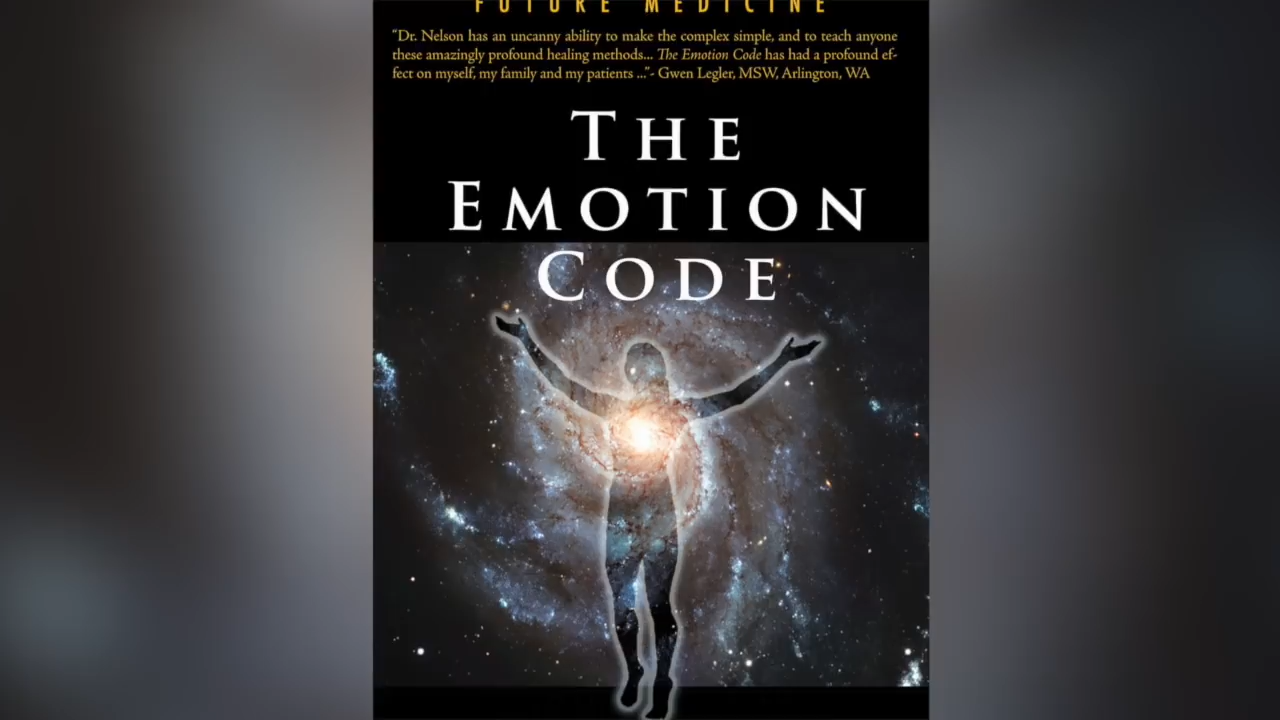 FUTURE MEDICINE
“Dr. Nelson has an uncanny ability to make the complex simple, and to teach anyone
these amazingly profound healing methods... The Emotion Code has had a profound ef-
fect on myself, my family and my patients ...”- Gwen Legler, MSW, Arlington, WA
THE
EMOTION
CODE